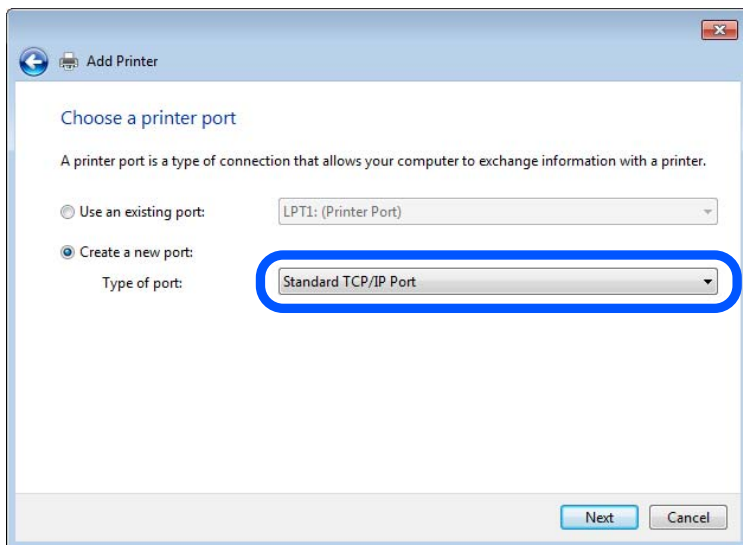 Add Printer
Choose a printer port
A printer port is a type of connection that allows your computer to exchange information with a printer.
Use an existing port: LPT1: (Printer Port)
Create a new port:
Type of port: Standard TCP/IP Port
Next Cancel